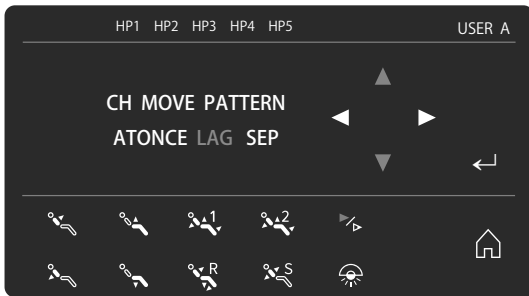 HP1 HP2 HP3 HP4 HP5 USER A
CH MOVE PATTERN
ATONCE LAG SEP
1 2
R S